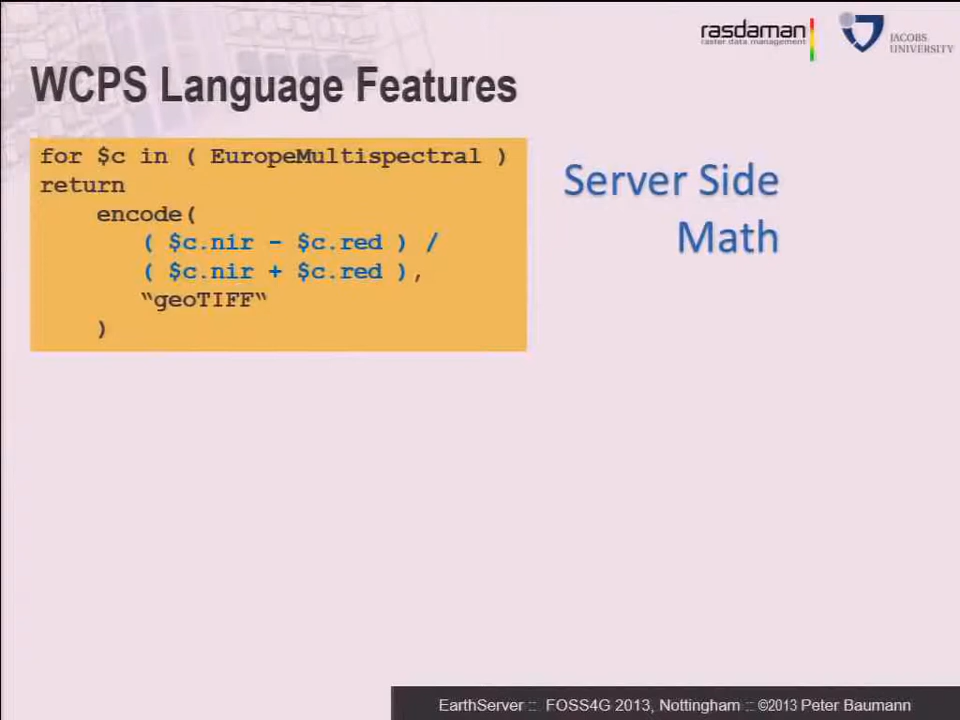 rasdaman
raster data management
JACOBS
UNIVERSITY
WCPS Language Features
for $c in ( EuropeMultispectral )
return
encode(
( $c.nir - $c.red ) /
( $c.nir + $c.red ),
“geoTIFF“
)
Server Side
Math
EarthServer :: FOSS4G 2013, Nottingham :: ©2013 Peter Baumann